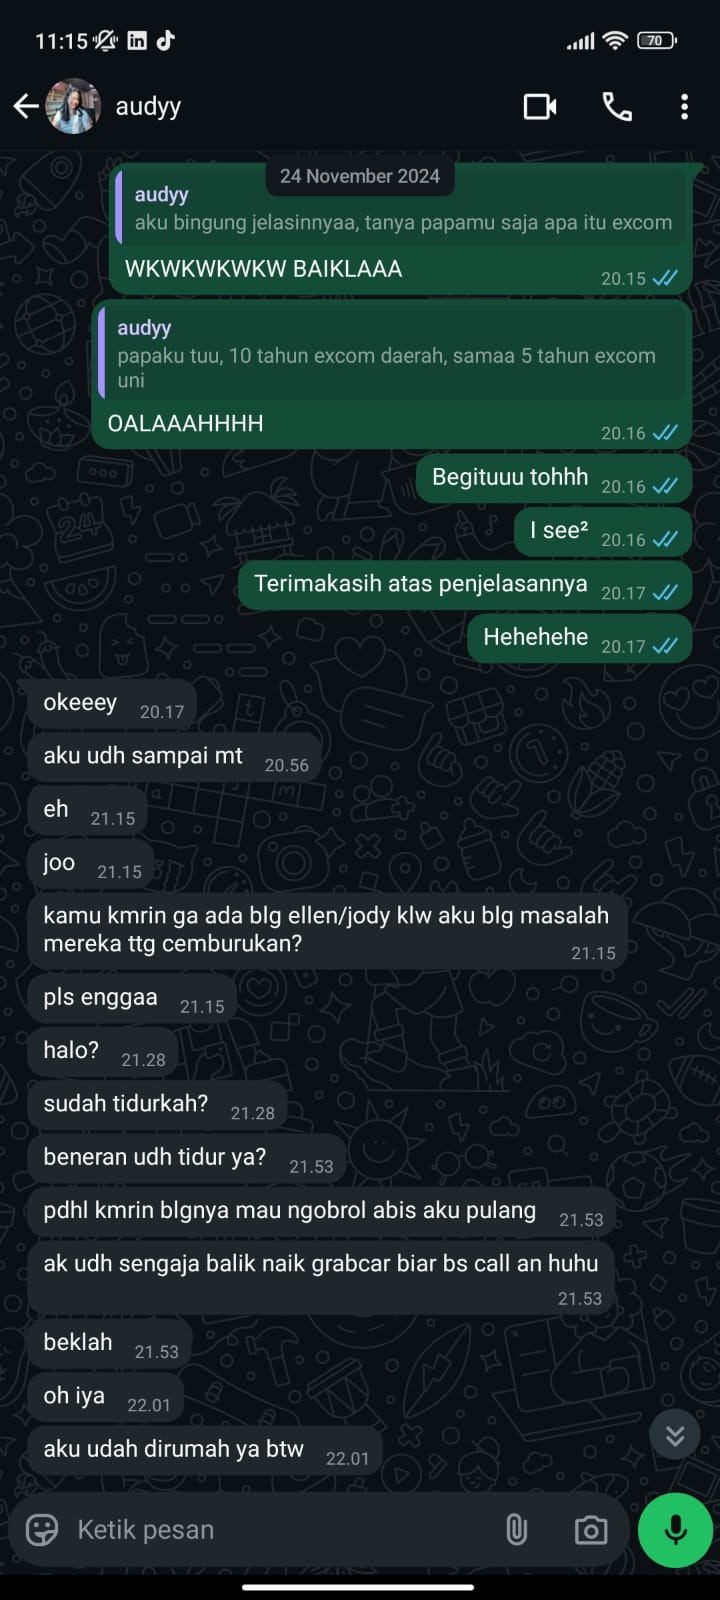 11:15
70
audyy
24 November 2024
audyy
aku bingung jelasinnyaa, tanya papamu saja apa itu excom
WKWKWKWKW BAIKLAAA
20.15
audyy
papaku tuu, 10 tahun excom daerah, samaa 5 tahun excom
uni
OALAAAHHHH
20.16
Begituuu tohhh 20.16
I see² 20.16
Terimakasih atas penjelasannya 20.17
Hehehehe 20.17
okeeey 20.17
aku udh sampai mt 20.56
eh 21.15
joo 21.15
kamu kmrin ga ada blg ellen/jody klw aku blg masalah
mereka ttg cemburukan?
21.15
pls enggaa 21.15
halo? 21.28
sudah tidurkah? 21.28
beneran udh tidur ya? 21.53
pdhl kmrin blgnya mau ngobrol abis aku pulang 21.53
ak udh sengaja balik naik grabcar biar bs call an huhu
21.53
beklah 21.53
oh iya 22.01
aku udah dirumah ya btw 22.01
Ketik pesan